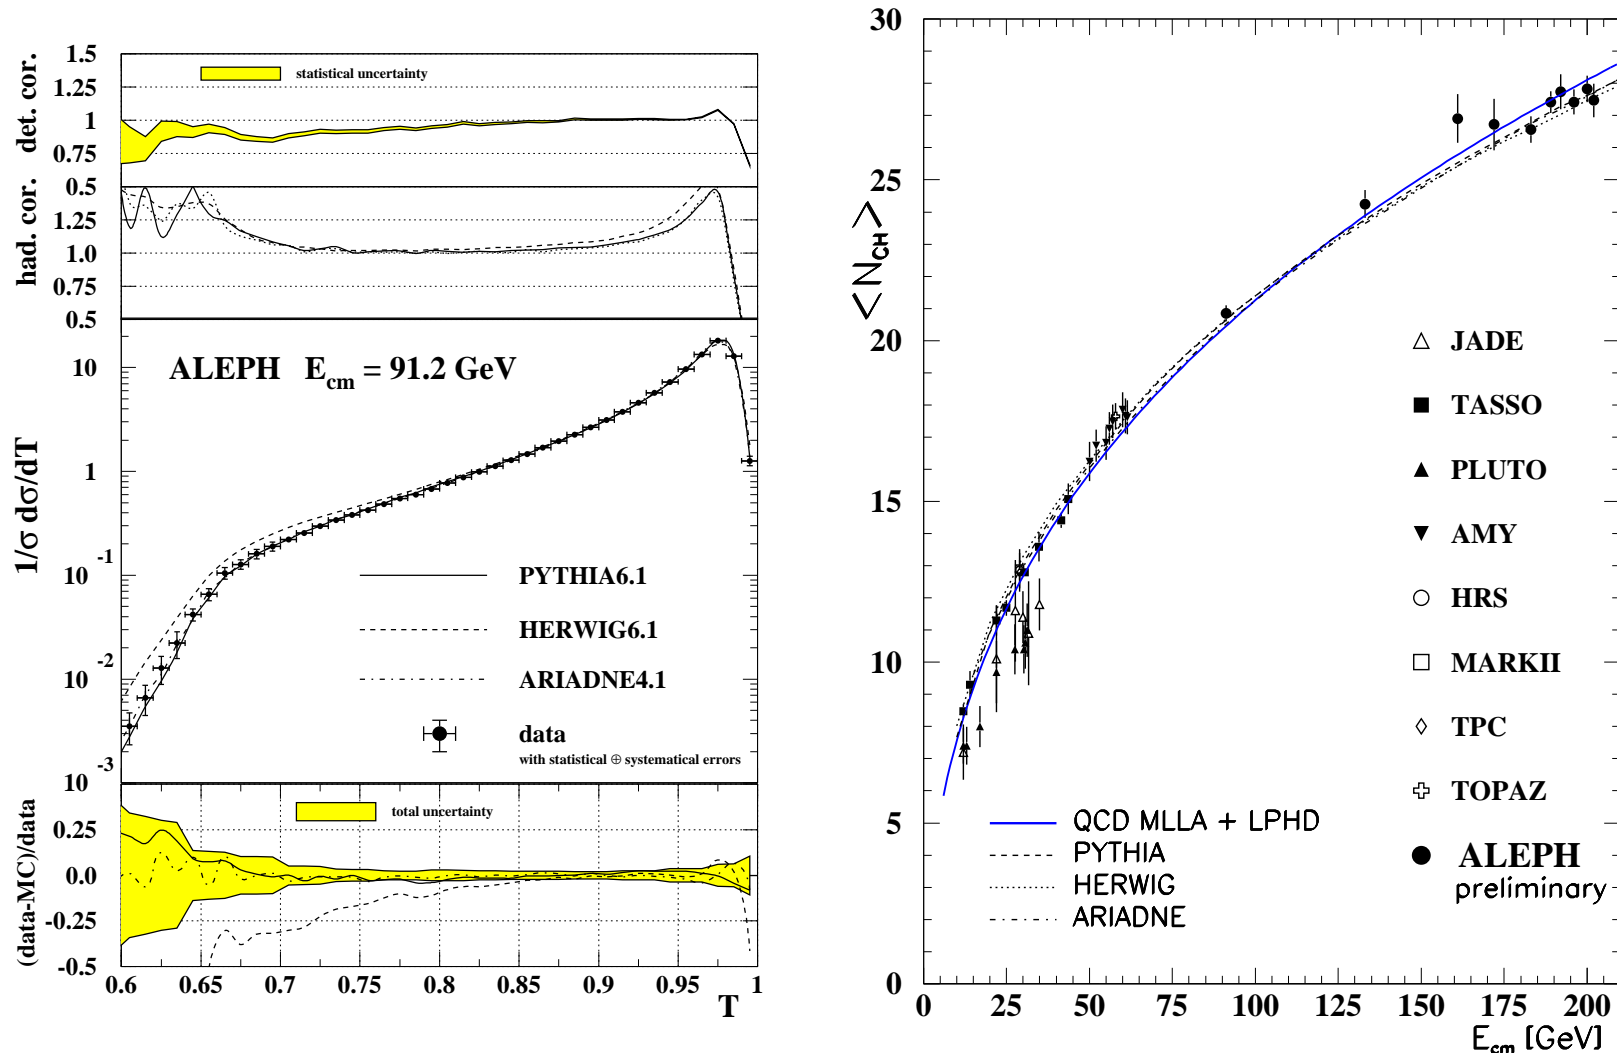 det. cor.
1.5
1.25
1
0.75
statistical uncertainty
had. cor.
0.5
1.25
1.0
0.75
0.5
1/σ dσ/dT
10
1
10 -1
10 -2
10 -3
ALEPH E cm = 91.2 GeV
PYTHIA6.1
HERWIG6.1
ARIADNE4.1
data
with statistical ⊕ systematical errors
(data-MC)/data
0.25
0.0
-0.25
-0.5
total uncertainty
0.6 0.65 0.7 0.75 0.8 0.85 0.9 0.95 1
T
<N CH>
30
25
20
15
10
5
0
JADE
TASSO
PLUTO
AMY
HRS
MARKII
TPC
TOPAZ
ALEPH
preliminary
QCD MLLA + LPHD
PYTHIA
HERWIG
ARIADNE
0 25 50 75 100 125 150 175 200
E cm [GeV]